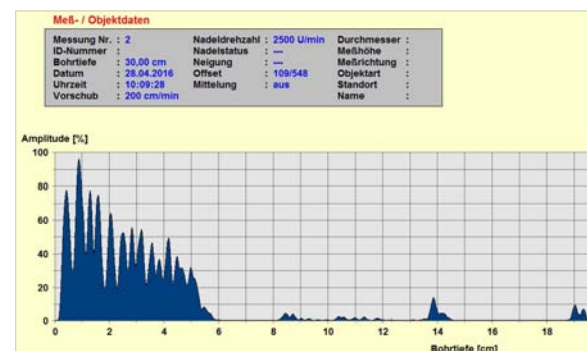 Meß- / Objektdaten
Messung Nr. : 2 Nadeldrehzahl : 2500 U/min Durchmesser :
ID-Nummer : Nadelstatus : --- Meßhöhe :
Bohrtiefe : 30,00 cm Neigung : --- Meßrichtung :
Datum : 28.04.2016 Offset : 109/548 Objektart :
Uhrzeit : 10:09:28 Mittelung : aus Standort :
Vorschub : 200 cm/min Name :
Amplitude [%]
100
80
60
40
20
0
0 2 4 6 8 10 12 14 16 18
Bohrtiefe [cm]